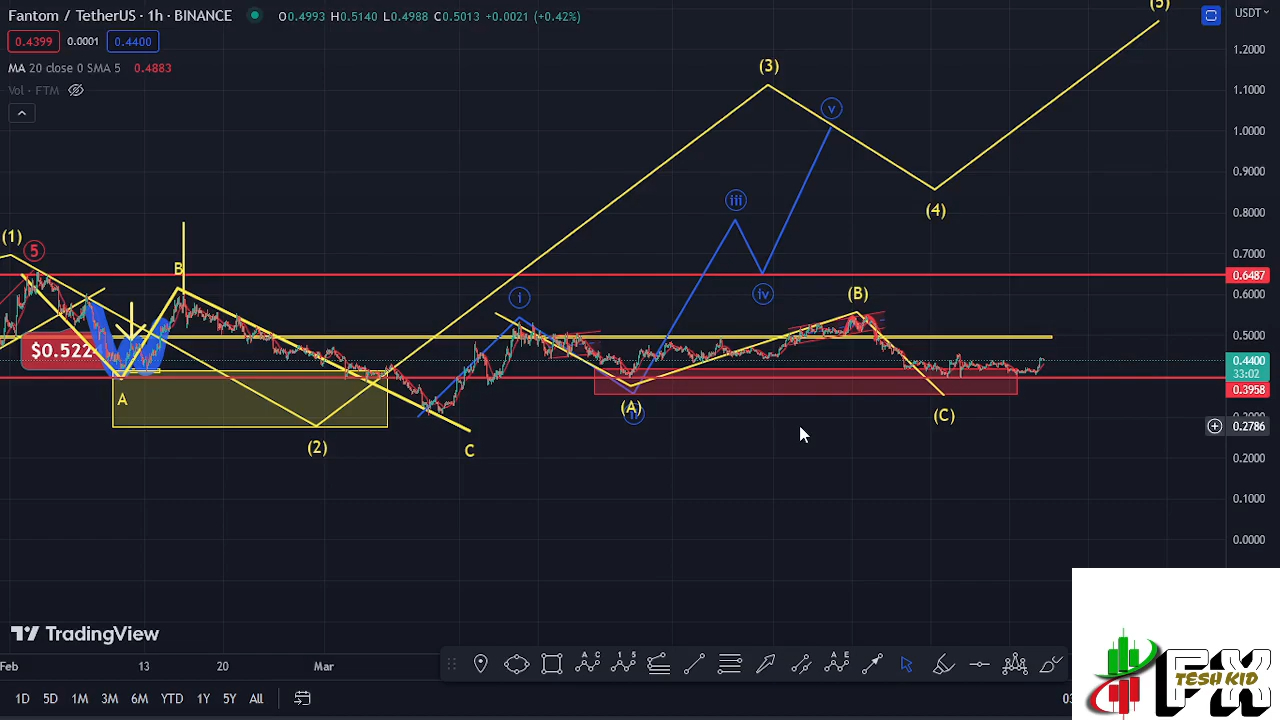 Fantom / TetherUS · 1h · BINANCE O0.4993 H0.5140 L0.4988 C0.5013 +0.0021 (+0.42%)
USDT
0.4399 0.0001 0.4400
MA 20 close 0 SMA 5 0.4883
Vol · FTM
1.2000
1.1000
1.0000
0.9000
0.8000
0.7000
0.6487
0.6000
0.5000
0.4400
33:02
0.3958
0.2786
0.2000
0.1000
0.0000
(5)
(3)
v
iii
(4)
(1)
5
B
iv
(B)
i
$0.522
A
(A)
(C)
(2)
C
TradingView
Feb 13 20 Mar
A C
1 5
A E
1D 5D 1M 3M 6M YTD 1Y 5Y All
03
FX
TESH KID